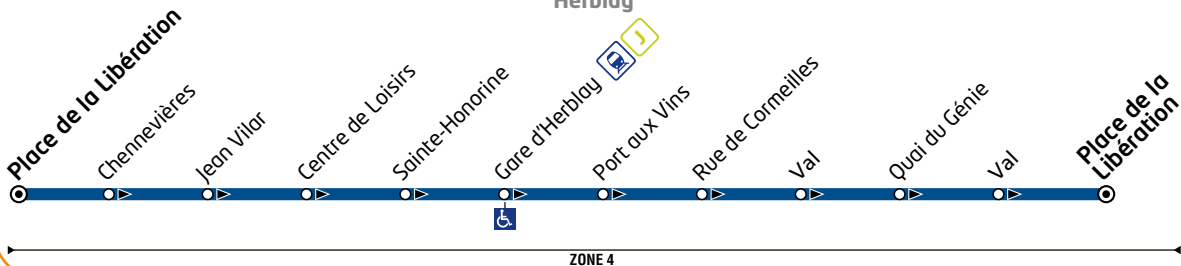 Herblay
Place de la Libération
Chennevières
Jean Vilar
Centre de Loisirs
Sainte-Honorine
Gare d'Herblay
J
Port aux Vins
Rue de Cormeilles
Val
Quai du Génie
Val
Place de la
Libération
ZONE 4